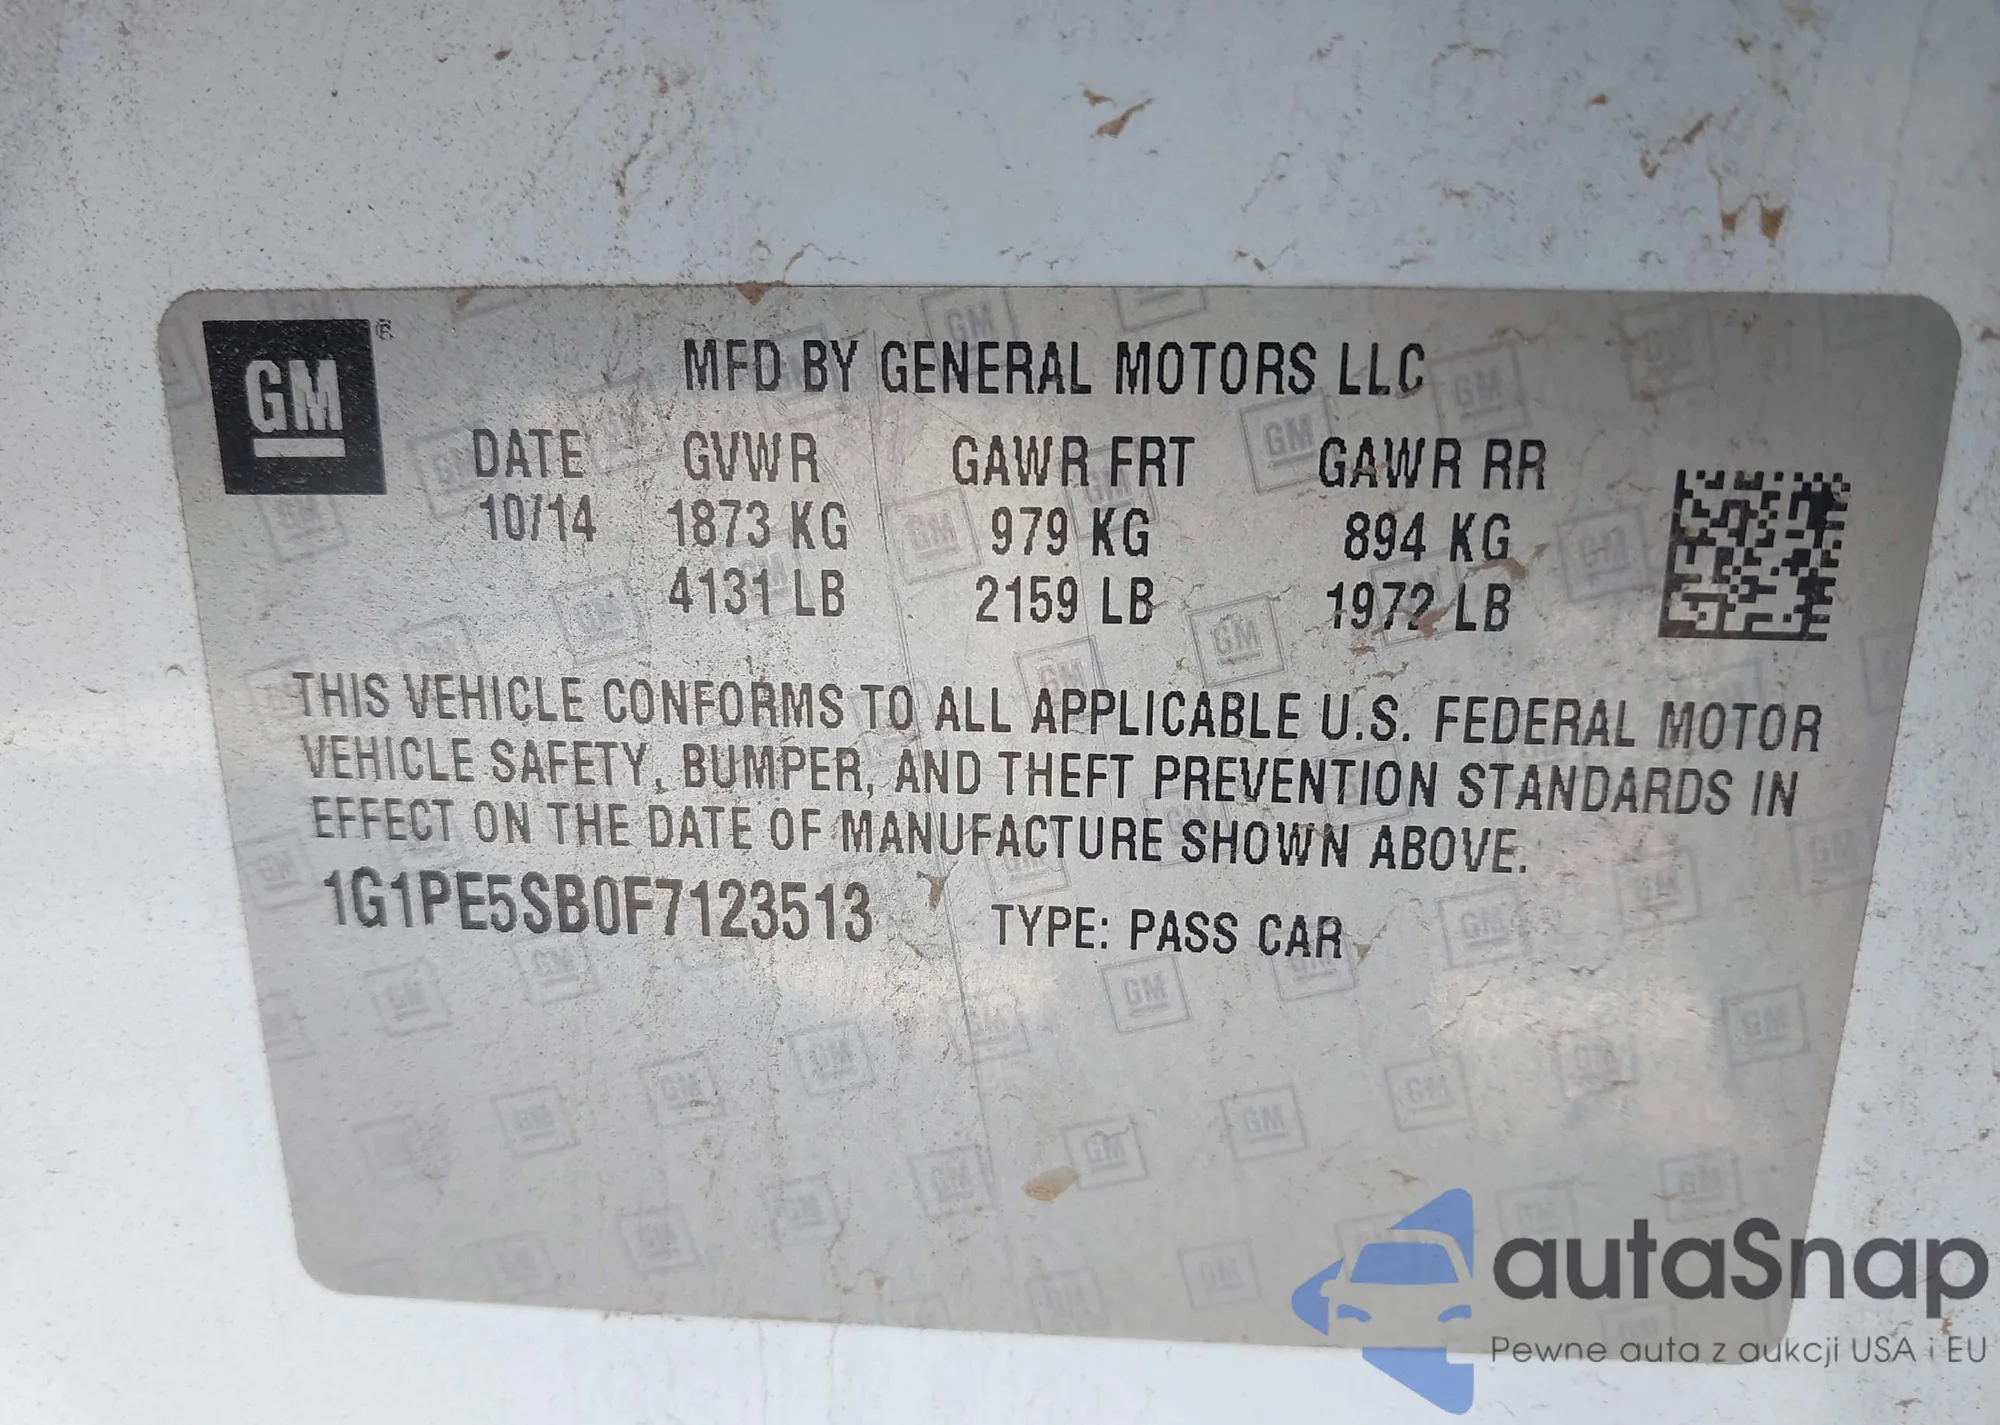 GM ®
MFD BY GENERAL MOTORS LLC
DATE GVWR GAWR FRT GAWR RR
10/14 1873 KG 979 KG 894 KG
4131 LB 2159 LB 1972 LB
THIS VEHICLE CONFORMS TO ALL APPLICABLE U.S. FEDERAL MOTOR
VEHICLE SAFETY, BUMPER, AND THEFT PREVENTION STANDARDS IN
EFFECT ON THE DATE OF MANUFACTURE SHOWN ABOVE.
1G1PE5SB0F7123513 TYPE: PASS CAR
autaSnap
Pewne auta z aukcji USA i EU